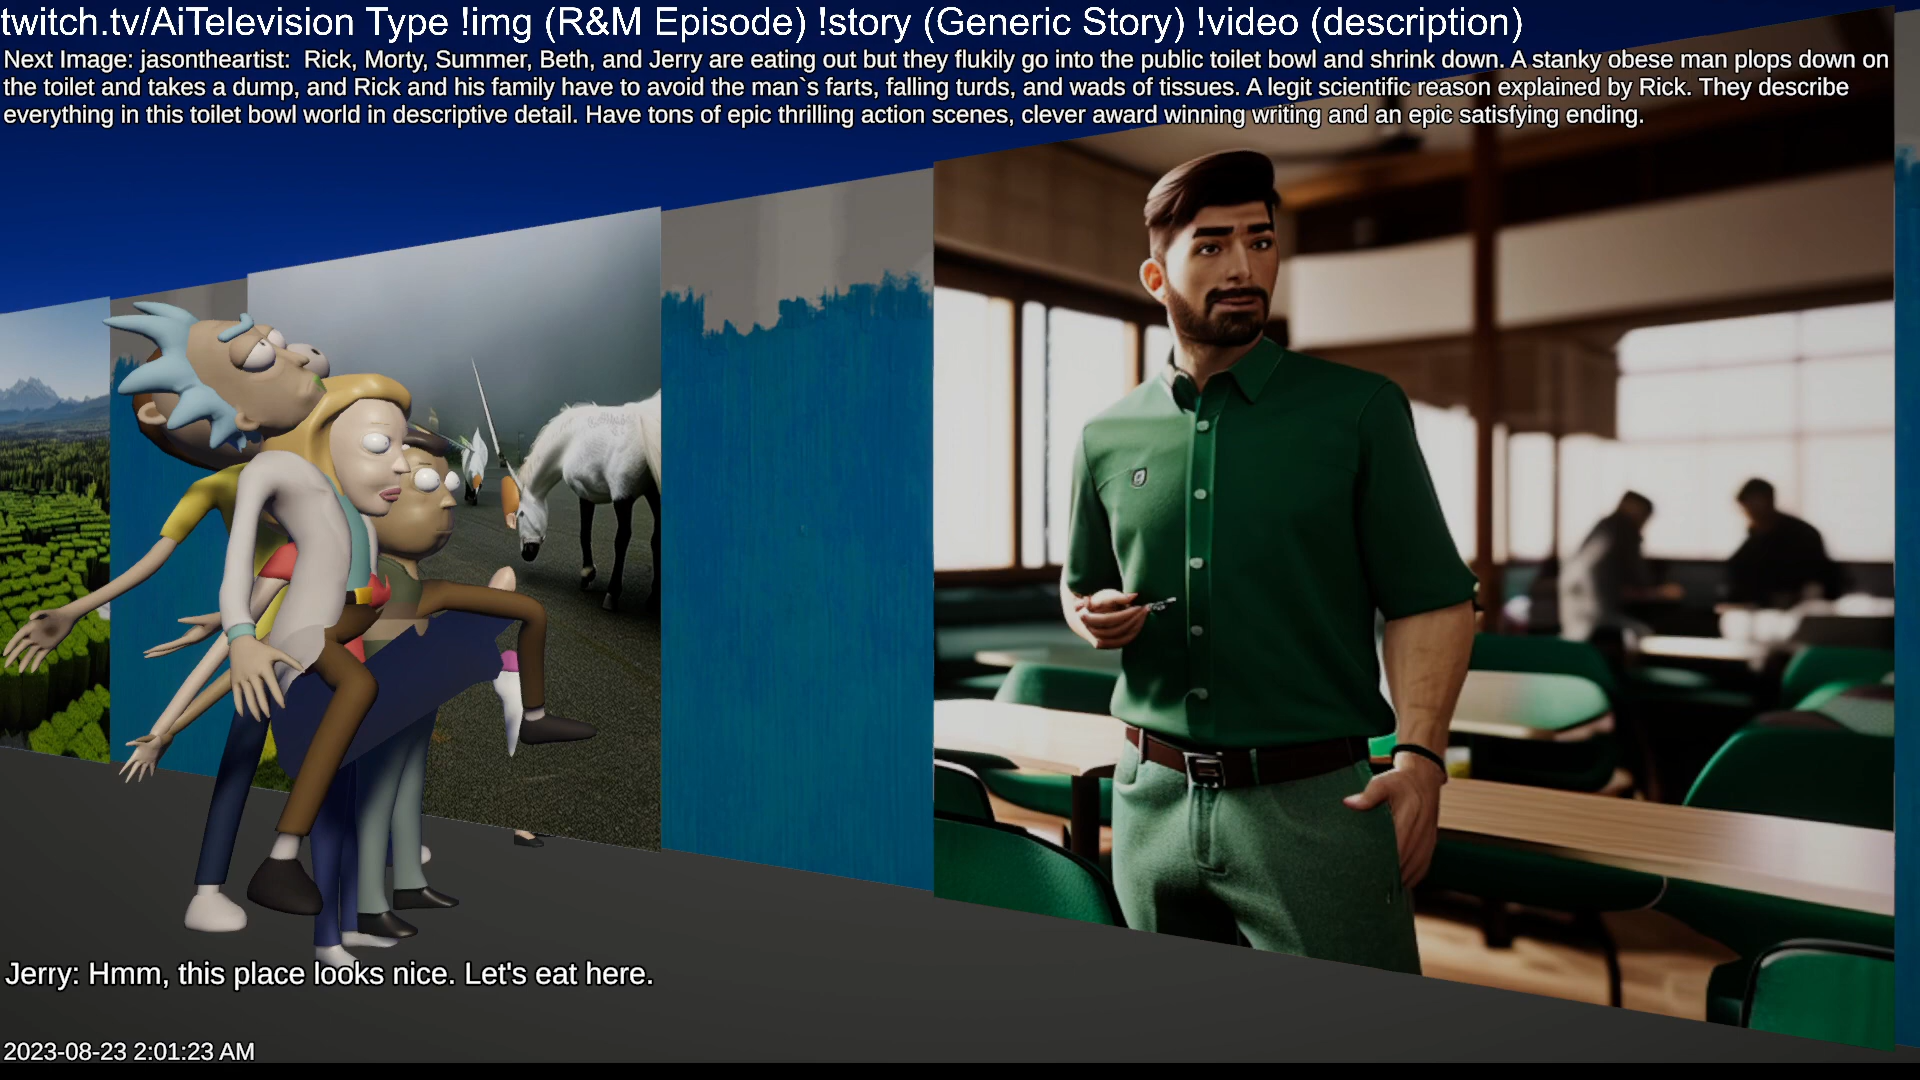 twitch.tv/AiTelevision Type !img (R&M Episode) !story (Generic Story) !video (description)
Next Image: jasontheartist:  Rick, Morty, Summer, Beth, and Jerry are eating out but they flukily go into the public toilet bowl and shrink down. A stanky obese man plops down on
the toilet and takes a dump, and Rick and his family have to avoid the man`s farts, falling turds, and wads of tissues. A legit scientific reason explained by Rick. They describe
everything in this toilet bowl world in descriptive detail. Have tons of epic thrilling action scenes, clever award winning writing and an epic satisfying ending.
Jerry: Hmm, this place looks nice. Let's eat here.
2023-08-23 2:01:23 AM